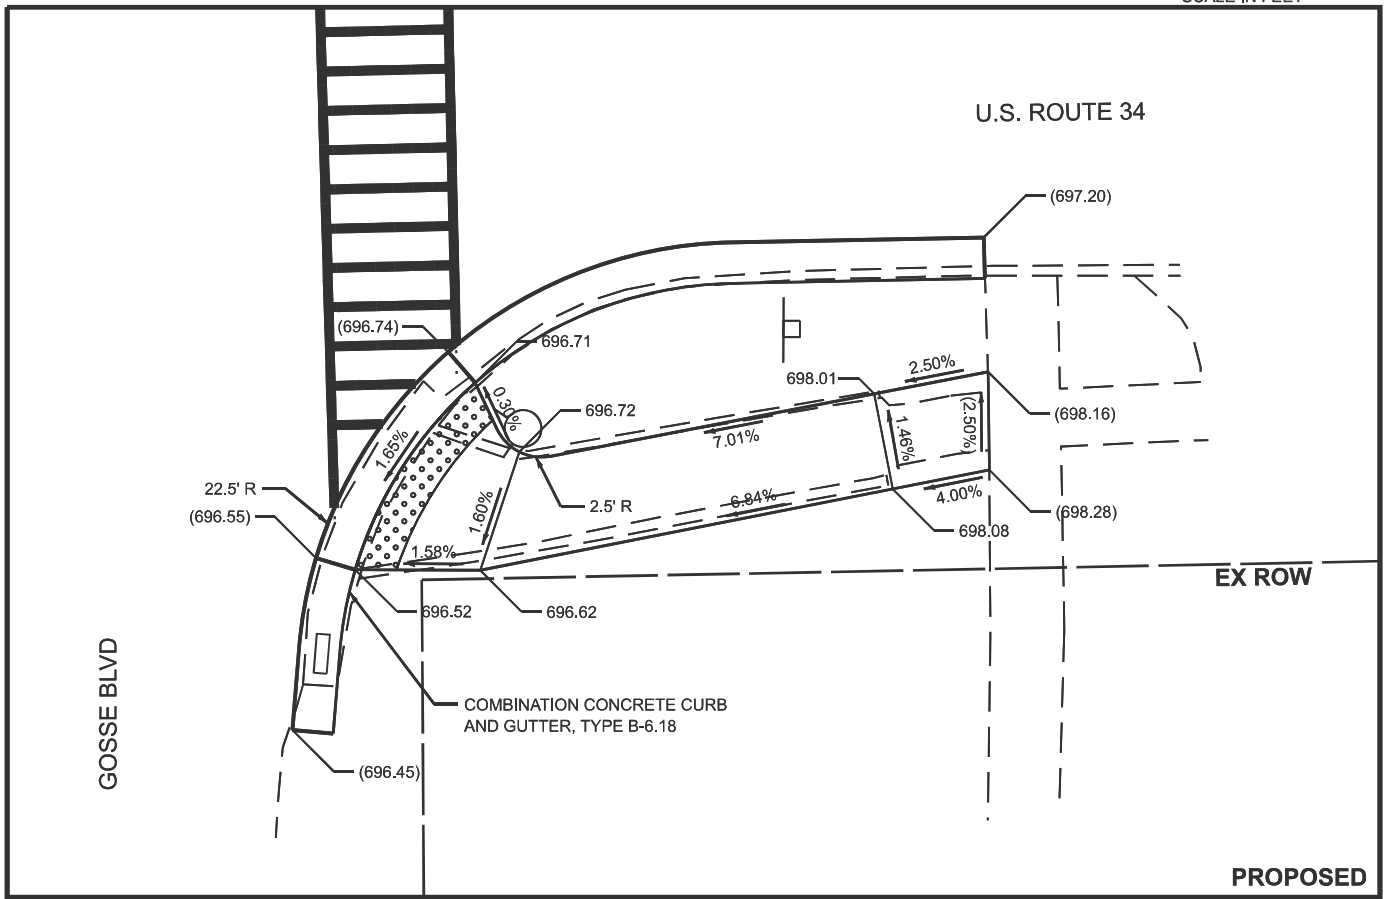 U.S. ROUTE 34
(697.20)
(696.74)
696.71
2.50%
698.01
0.30%
696.72
(698.16)
(2.50%)
7.01%
1.46%
1.65%
22.5' R
(696.55)
2.5' R
6.84%
4.00%
1.60%
(698.28)
698.08
1.58%
EX ROW
696.52
696.62
GOSSE BLVD
COMBINATION CONCRETE CURB
AND GUTTER, TYPE B-6.18
(696.45)
PROPOSED